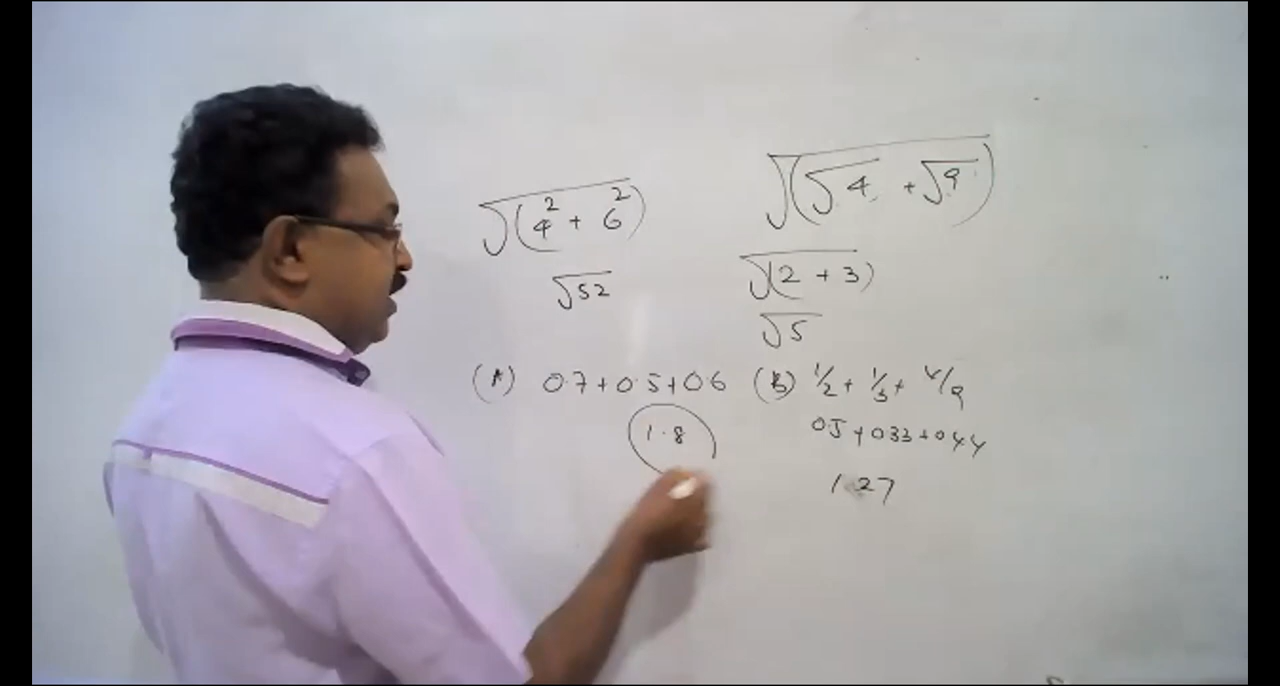 √(4² + 6²)
√52
√(√4 + √9)
√(2 + 3)
√5
(A) 0.7+0.5+0.6
1.8
(B) 1/2 + 1/3 + 4/9
0.5 + 0.33 + 0.44
1.27